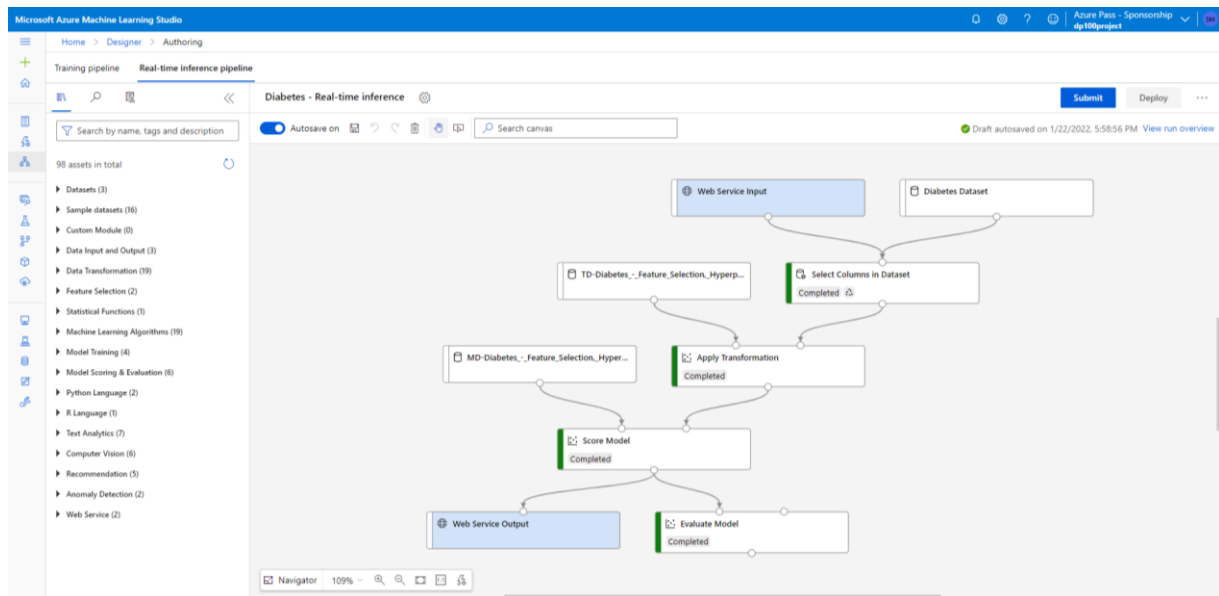 Microsoft Azure Machine Learning Studio
Azure Pass - Sponsorship
dp100project
SM
Home > Designer > Authoring
Training pipeline Real-time inference pipeline
Diabetes - Real-time inference
Submit Deploy ...
Search by name, tags and description
Autosave on
Search canvas
Draft autosaved on 1/22/2022, 5:58:56 PM View run overview
98 assets in total
Datasets (3)
Sample datasets (16)
Custom Module (0)
Data Input and Output (3)
Data Transformation (19)
Feature Selection (2)
Statistical Functions (1)
Machine Learning Algorithms (19)
Model Training (4)
Model Scoring & Evaluation (6)
Python Language (2)
R Language (1)
Text Analytics (7)
Computer Vision (6)
Recommendation (5)
Anomaly Detection (2)
Web Service (2)
Web Service Input
Diabetes Dataset
TD-Diabetes_-_Feature_Selection,_Hyperp...
Select Columns in Dataset
Completed
MD-Diabetes_-_Feature_Selection,_Hyper...
Apply Transformation
Completed
Score Model
Completed
Web Service Output
Evaluate Model
Completed
Navigator 109%